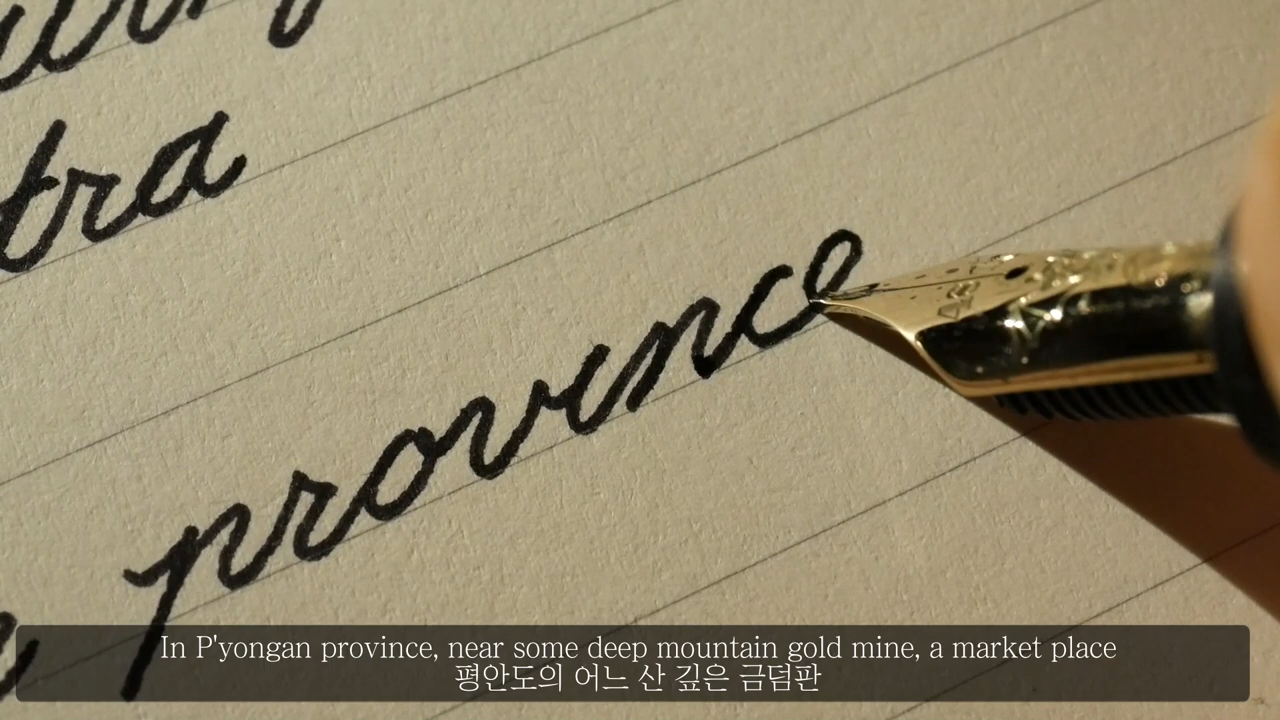 tra
province
In P'yongan province, near some deep mountain gold mine, a market place
평안도의 어느 산 깊은 금덤판